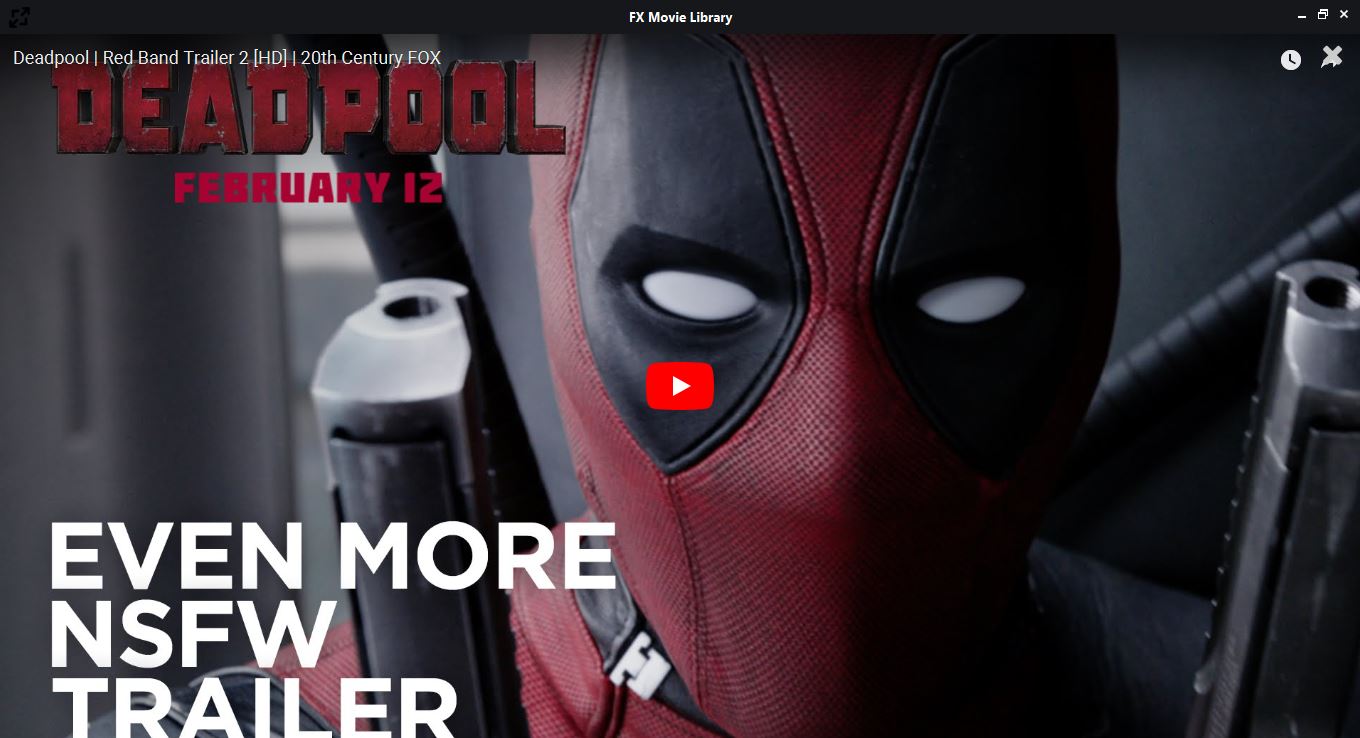 FX Movie Library
Deadpool | Red Band Trailer 2 [HD] | 20th Century FOX
DEADPOOL
FEBRUARY 12
EVEN MORE
NSFW
TRAILER